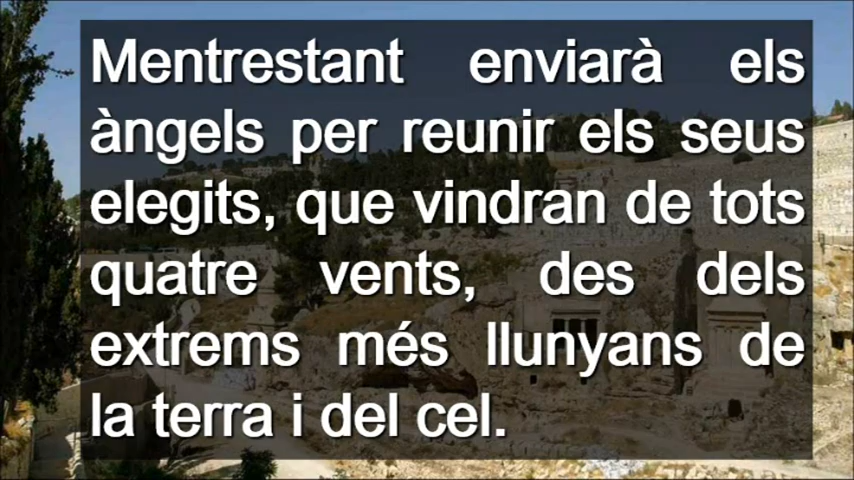 Mentrestant enviarà els
àngels per reunir els seus
elegits, que vindran de tots
quatre vents, des dels
extrems més llunyans de
la terra i del cel.